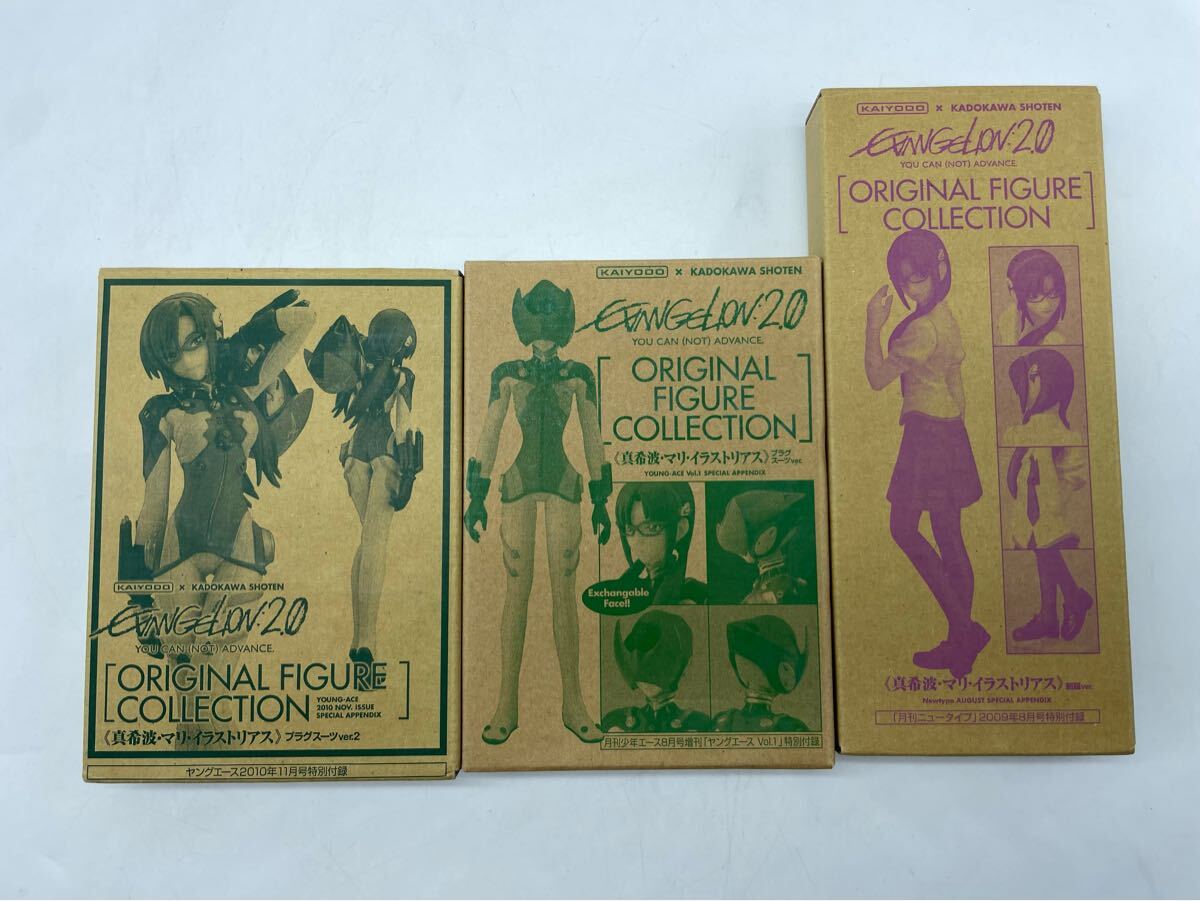 KAIYODO × KADOKAWA SHOTEN
EVANGELION:2.0
YOU CAN (NOT) ADVANCE.
[ORIGINAL FIGURE
COLLECTION]
YOUNG-ACE
2010 NOV. ISSUE
SPECIAL APPENDIX
《真希波・マリ・イラストリアス》プラグスーツver.2
ヤングエース2010年11月号特別付録
KAIYODO × KADOKAWA SHOTEN
EVANGELION:2.0
YOU CAN (NOT) ADVANCE.
[ORIGINAL
FIGURE
COLLECTION]
《真希波・マリ・イラストリアス》プラグ
スーツver.
YOUNG-ACE Vol.1 SPECIAL APPENDIX
Exchangable
Face!!
月刊少年エース8月号増刊「ヤングエース Vol.1」特別付録
KAIYODO × KADOKAWA SHOTEN
EVANGELION:2.0
YOU CAN (NOT) ADVANCE.
[ORIGINAL FIGURE
COLLECTION]
《真希波・マリ・イラストリアス》制服ver.
Newtype AUGUST SPECIAL APPENDIX
「月刊ニュータイプ」2009年8月号特別付録